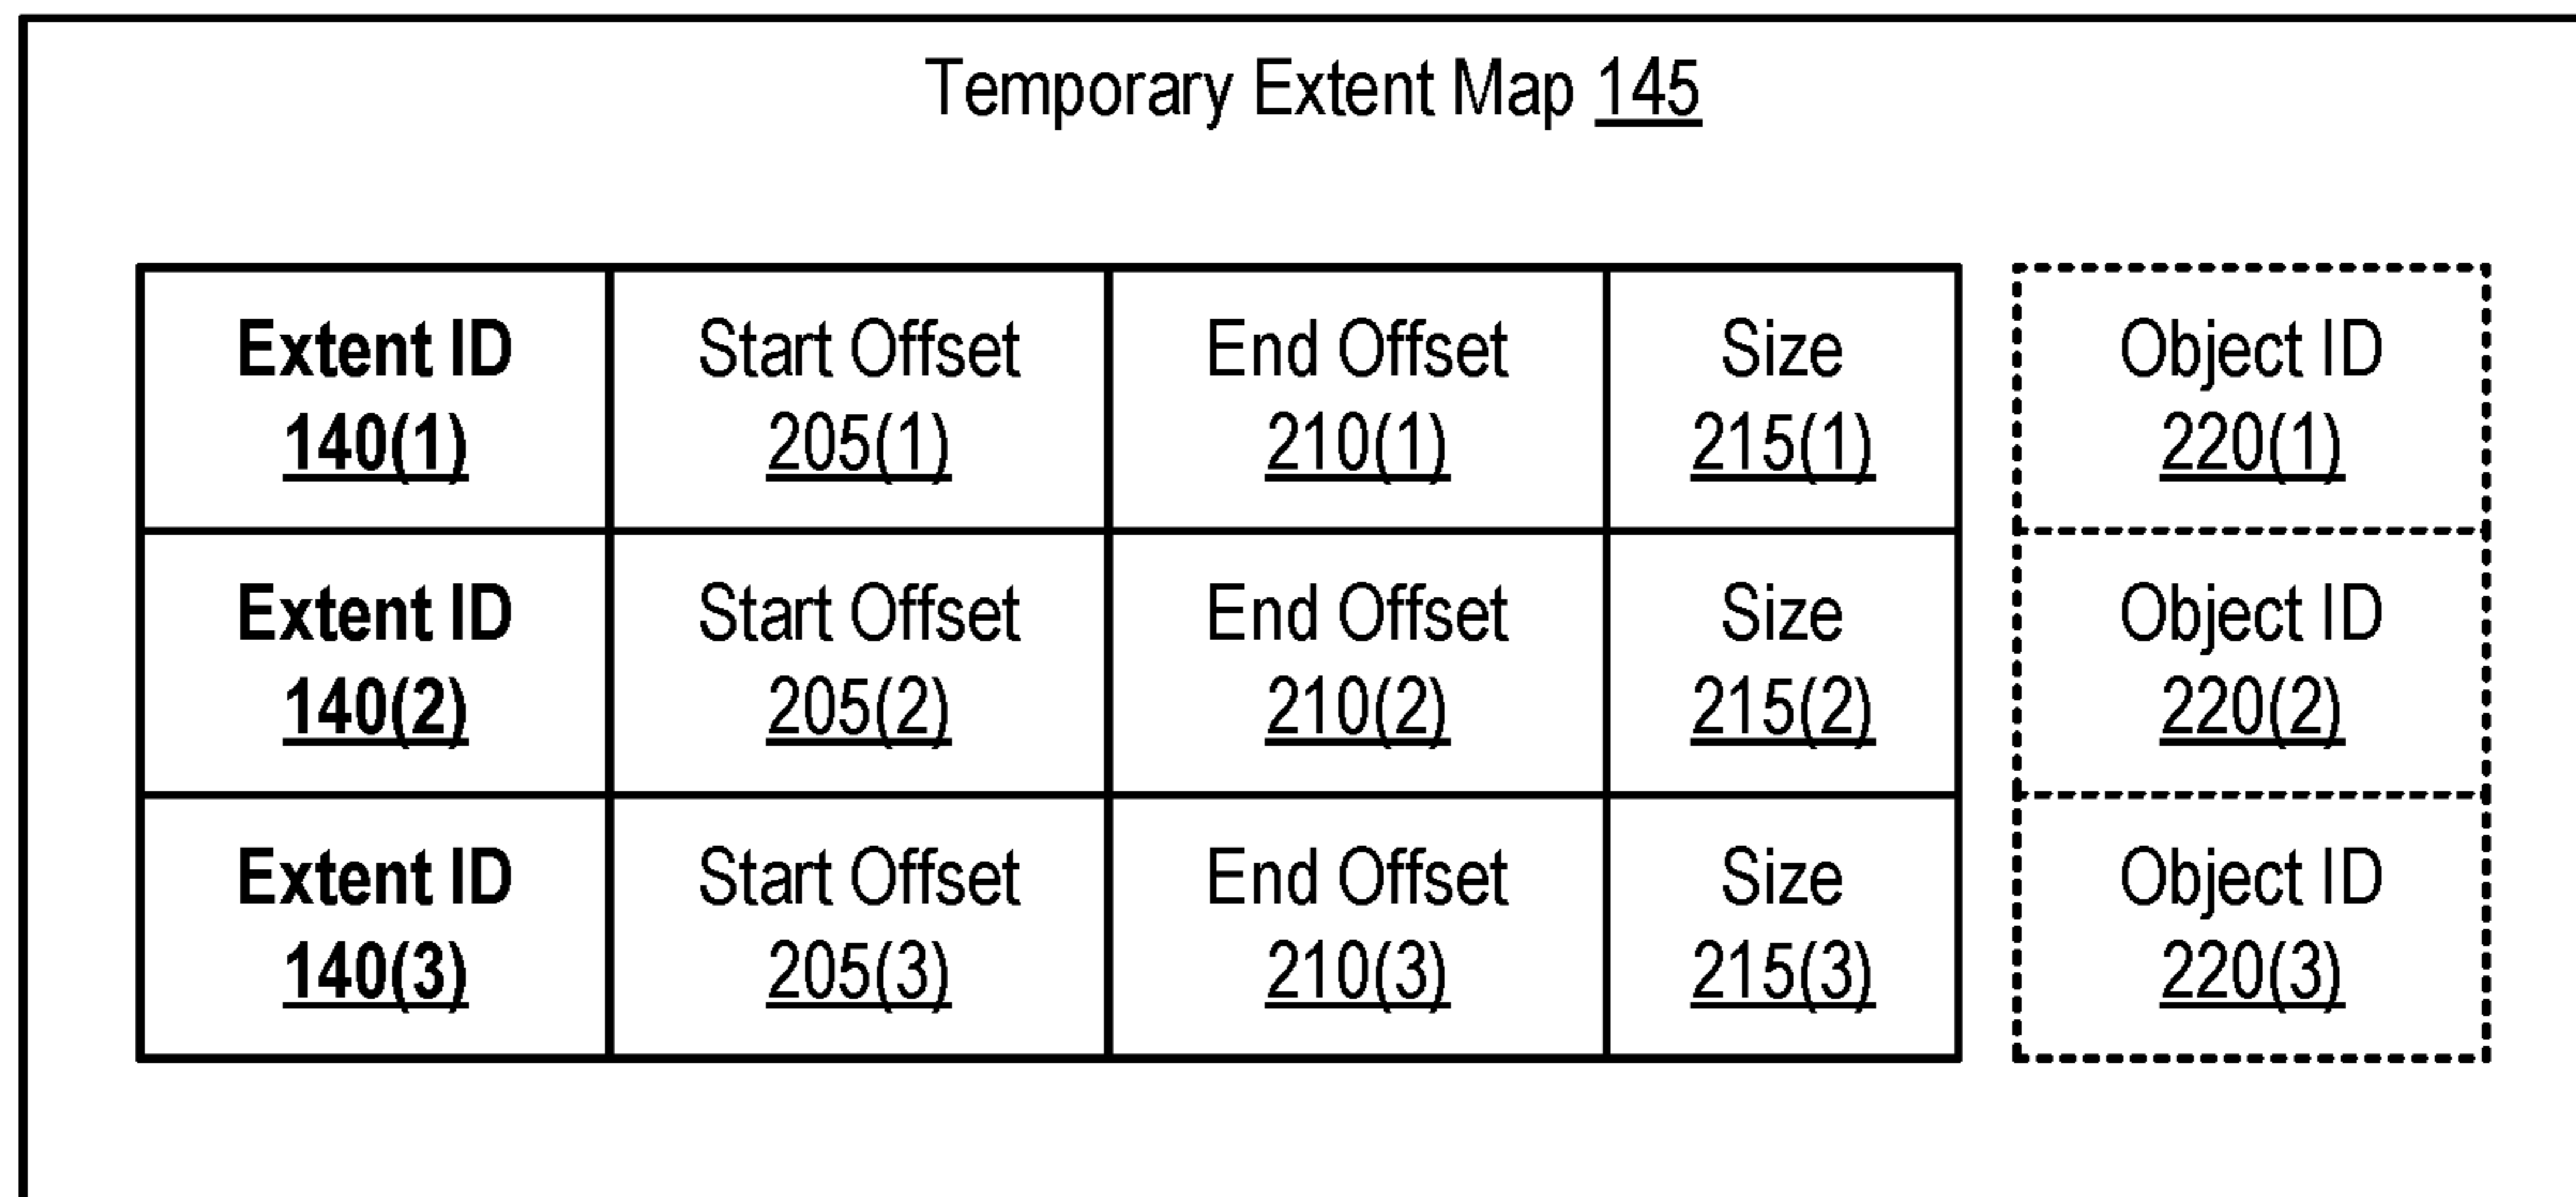 Temporary Extent Map 145
Extent ID Start Offset End Offset Size Object ID
140(1) 205(1) 210(1) 215(1) 220(1)
Extent ID Start Offset End Offset Size Object ID
140(2) 205(2) 210(2) 215(2) 220(2)
Extent ID Start Offset End Offset Size Object ID
140(3) 205(3) 210(3) 215(3) 220(3)